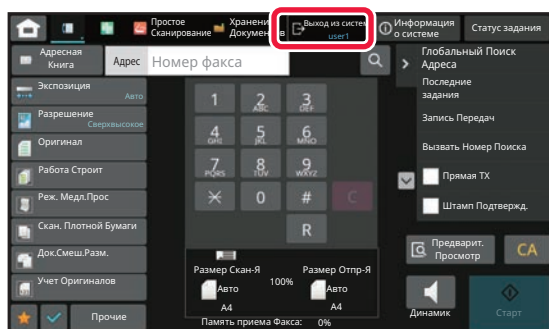 Простое
Сканирование
Хранени
Документ в
Выход из систем
user1
Информация
о системе
Статус задания
Адресная
Книга
Адрес
Номер факса
Глобальный Поиск
Адреса
Экспозиция
Авто
Разрешение
Сверхвысокое
Оригинал
Работа Строит
Реж. Медл.Прос
Скан. Плотной Бумаги
Док.Смеш.Разм.
Учет Оригиналов
Прочие
1
2
ABC
3
DEF
4
GHI
5
JKL
6
MNO
7
PQRS
8
TUV
9
WXYZ
0
#
C
R
Последние
задания
Запись Передач
Вызвать Номер Поиска
Прямая TX
Штамп Подтвержд.
Предварит.
Просмотр
CA
Размер Скан-Я
Размер Отпр-Я
Авто
100%
Авто
A4
A4
Память приема Факса: 0%
Динамик
Старт